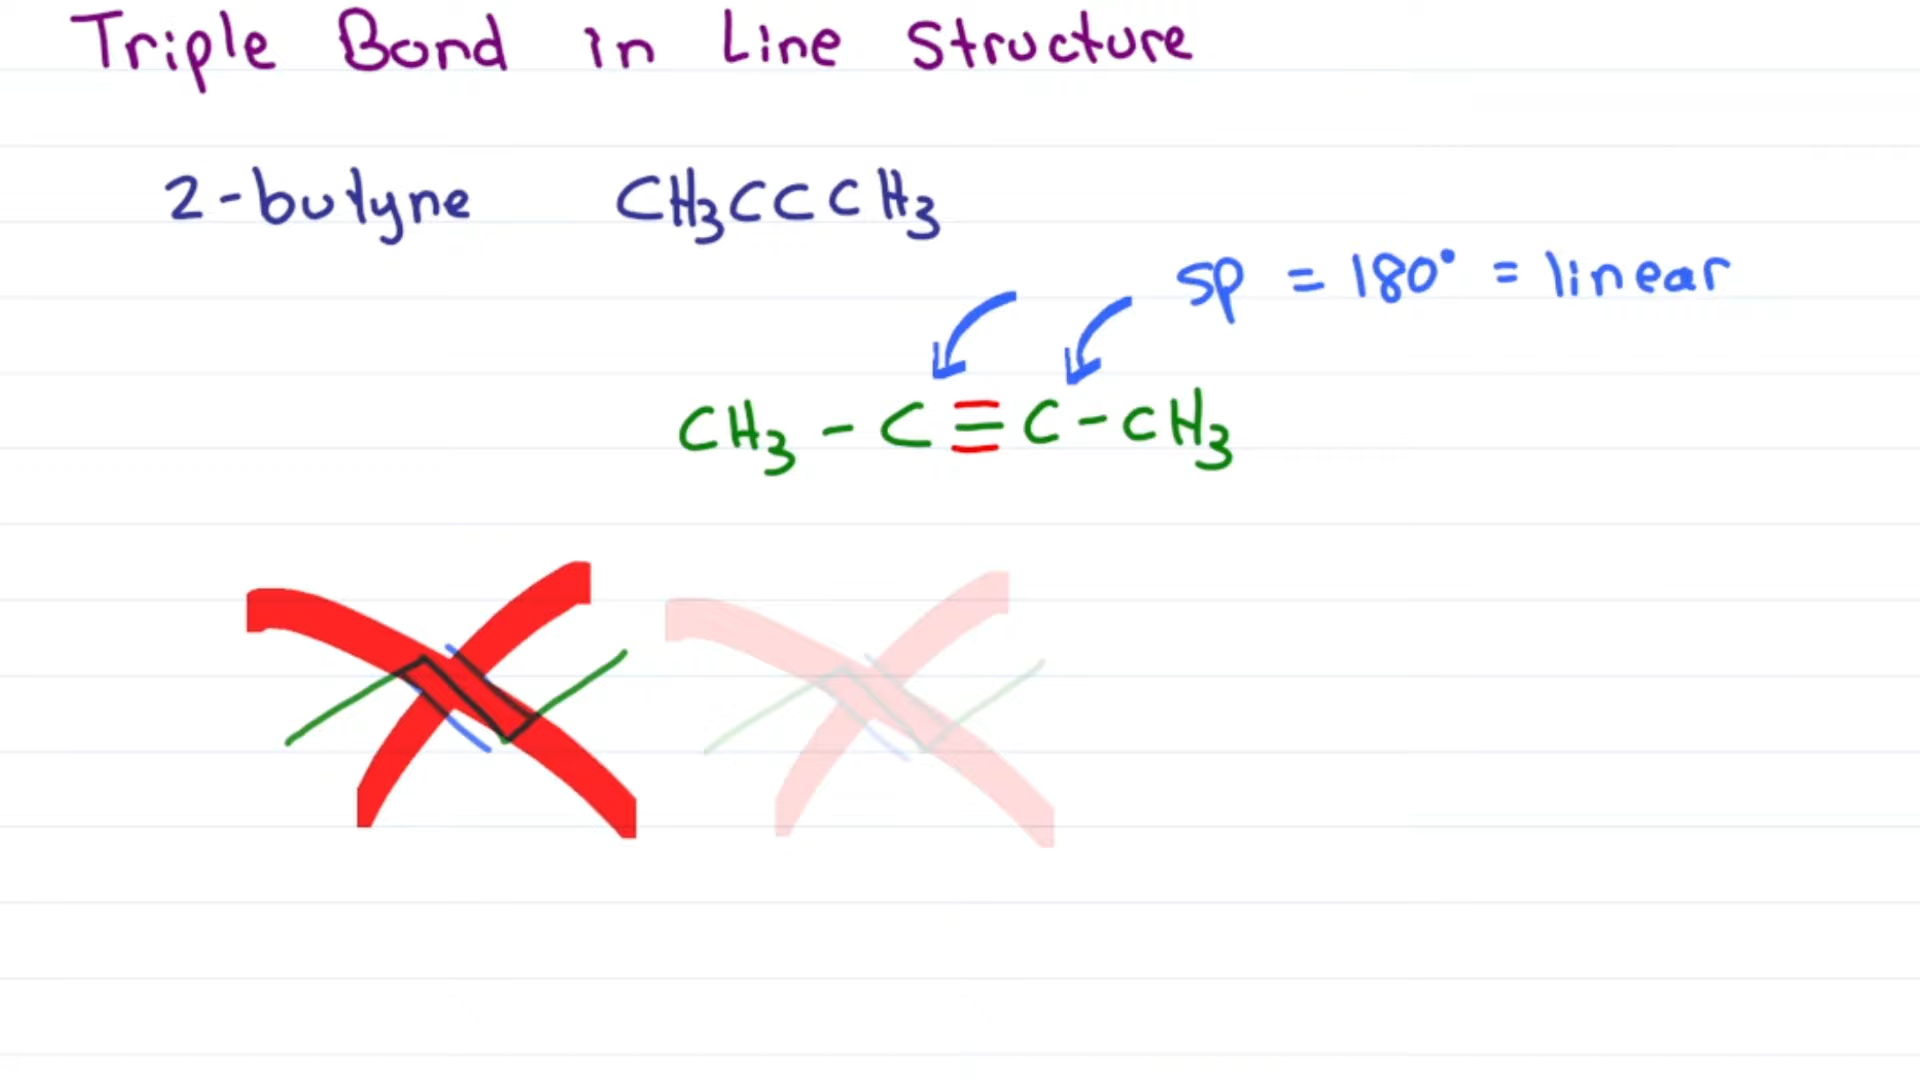 Triple Bond in Line Structure
2-butyne CH3CCCH3
sp = 180° = linear
CH3 - C ≡ C - CH3